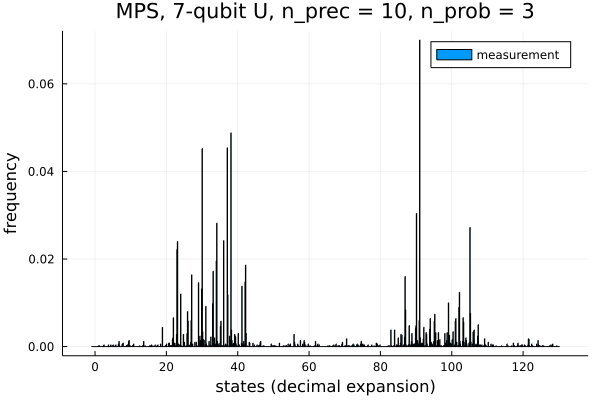 MPS, 7-qubit U, n_prec = 10, n_prob = 3
measurement
frequency
0.06
0.04
0.02
0.00
0 20 40 60 80 100 120
states (decimal expansion)